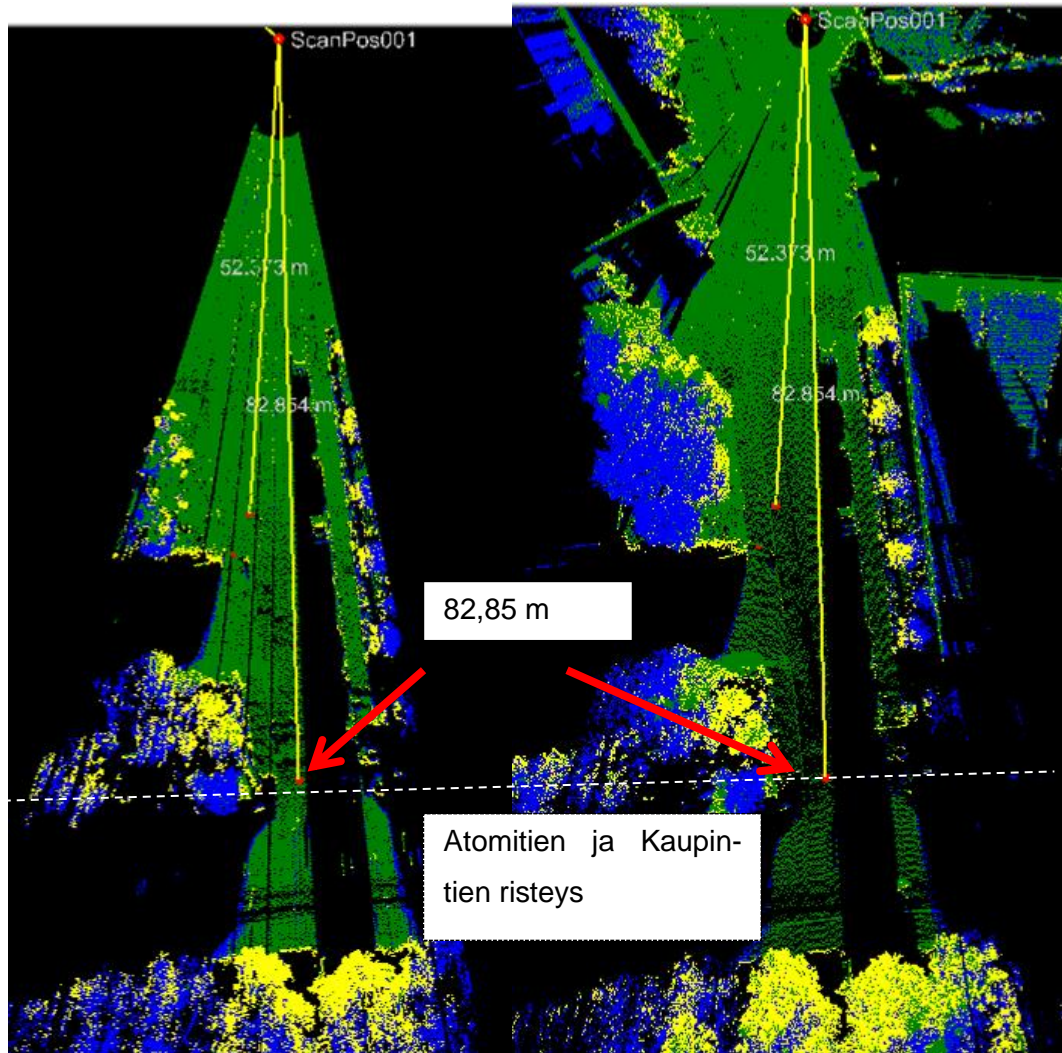 ScanPos001
ScanPos001
52.373 m
52.373 m
82.854 m
82.854 m
82,85 m
Atomitien ja Kaupin-
tien risteys